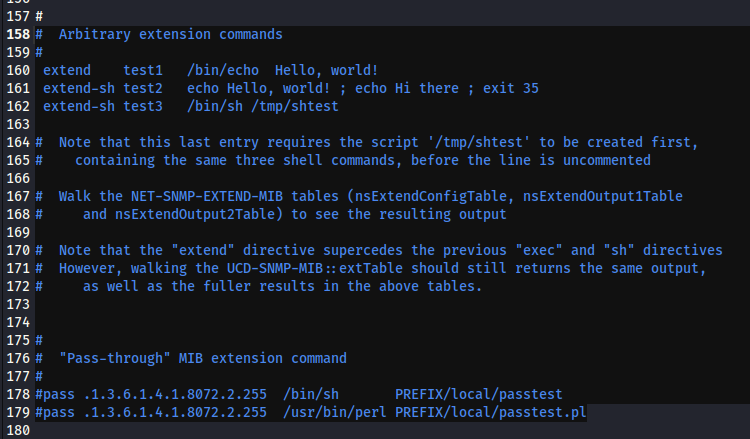 157 #
158 #  Arbitrary extension commands
159 #
160  extend    test1   /bin/echo  Hello, world!
161  extend-sh test2   echo Hello, world! ; echo Hi there ; exit 35
162  extend-sh test3   /bin/sh /tmp/shtest
163
164 #  Note that this last entry requires the script '/tmp/shtest' to be created first,
165 #    containing the same three shell commands, before the line is uncommented
166
167 #  Walk the NET-SNMP-EXTEND-MIB tables (nsExtendConfigTable, nsExtendOutput1Table
168 #     and nsExtendOutput2Table) to see the resulting output
169
170 #  Note that the "extend" directive supercedes the previous "exec" and "sh" directives
171 #  However, walking the UCD-SNMP-MIB::extTable should still returns the same output,
172 #     as well as the fuller results in the above tables.
173
174
175 #
176 #  "Pass-through" MIB extension command
177 #
178 #pass .1.3.6.1.4.1.8072.2.255  /bin/sh       PREFIX/local/passtest
179 #pass .1.3.6.1.4.1.8072.2.255  /usr/bin/perl PREFIX/local/passtest.pl
180